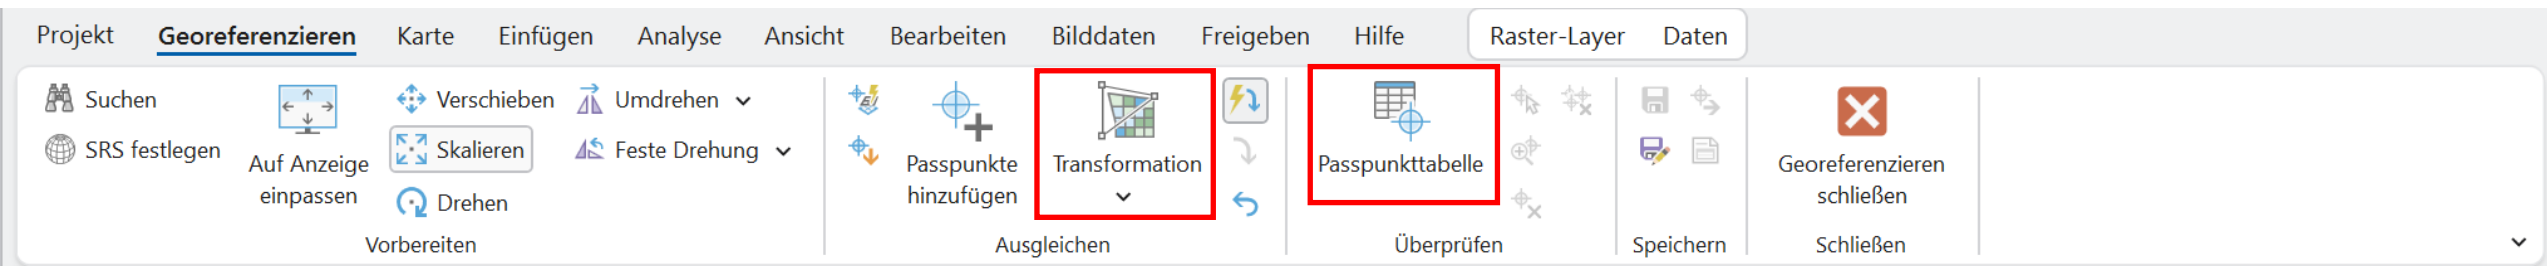 Projekt Georeferenzieren Karte Einfügen Analyse Ansicht Bearbeiten Bilddaten Freigeben Hilfe Raster-Layer Daten
Suchen
SRS festlegen
Auf Anzeige
einpassen
Verschieben
Skalieren
Drehen
Umdrehen
Feste Drehung
Vorbereiten
Passpunkte
hinzufügen
Transformation
Ausgleichen
Passpunkttabelle
Überprüfen
Speichern
Georeferenzieren
schließen
Schließen